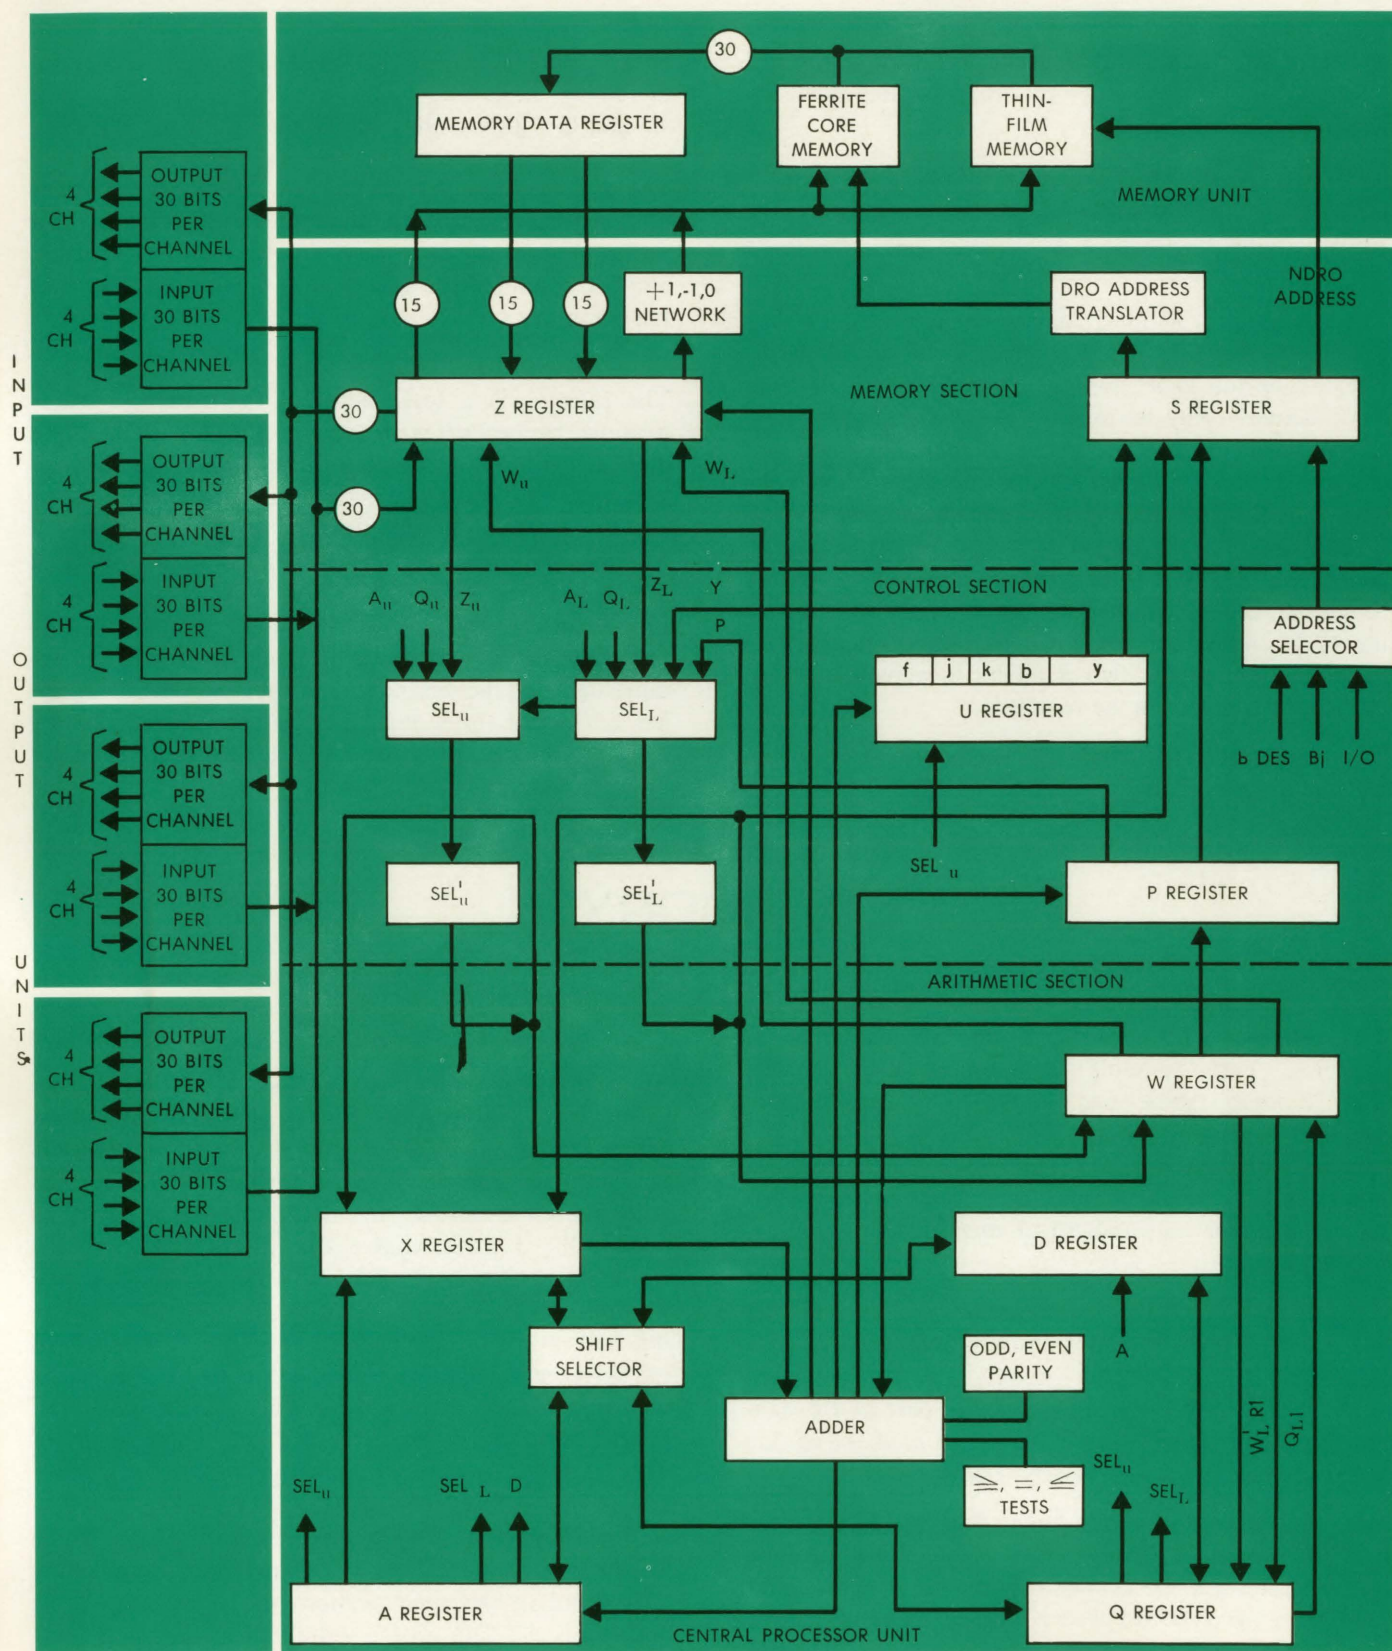 INPUT
OUTPUT
UNITS
4
CH
OUTPUT
30 BITS
PER
CHANNEL
4
CH
INPUT
30 BITS
PER
CHANNEL
4
CH
OUTPUT
30 BITS
PER
CHANNEL
4
CH
INPUT
30 BITS
PER
CHANNEL
4
CH
OUTPUT
30 BITS
PER
CHANNEL
4
CH
INPUT
30 BITS
PER
CHANNEL
4
CH
OUTPUT
30 BITS
PER
CHANNEL
4
CH
INPUT
30 BITS
PER
CHANNEL
30
MEMORY DATA REGISTER
FERRITE
CORE
MEMORY
THIN-
FILM
MEMORY
MEMORY UNIT
15
15
15
+1,-1,0
NETWORK
DRO ADDRESS
TRANSLATOR
NDRO
ADDRESS
30
Z REGISTER
MEMORY SECTION
S REGISTER
30
Wu
WL
CONTROL SECTION
Au
Qu
Zu
AL
QL
ZL
Y
P
ADDRESS
SELECTOR
f
j
k
b
y
U REGISTER
SELu
SELL
b DES
Bj
I/O
SEL u
SEL'u
SEL'L
P REGISTER
ARITHMETIC SECTION
W REGISTER
X REGISTER
D REGISTER
SHIFT
SELECTOR
A
ODD, EVEN
PARITY
ADDER
≧, =, ≦
TESTS
W'L R1
QL1
SELu
SEL L
D
SELu
SELL
A REGISTER
Q REGISTER
CENTRAL PROCESSOR UNIT